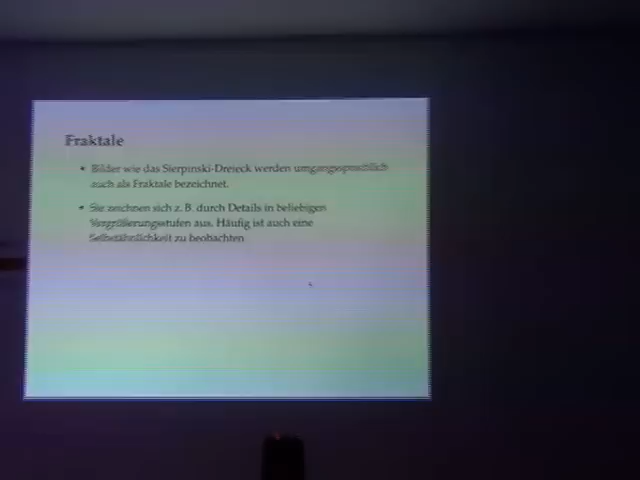 Fraktale
• Bilder wie das Sierpinski-Dreieck werden umgangssprachlich
auch als Fraktale bezeichnet.
• Sie zeichnen sich z. B. durch Details in beliebigen
Vergrößerungsstufen aus. Häufig ist auch eine
Selbstähnlichkeit zu beobachten